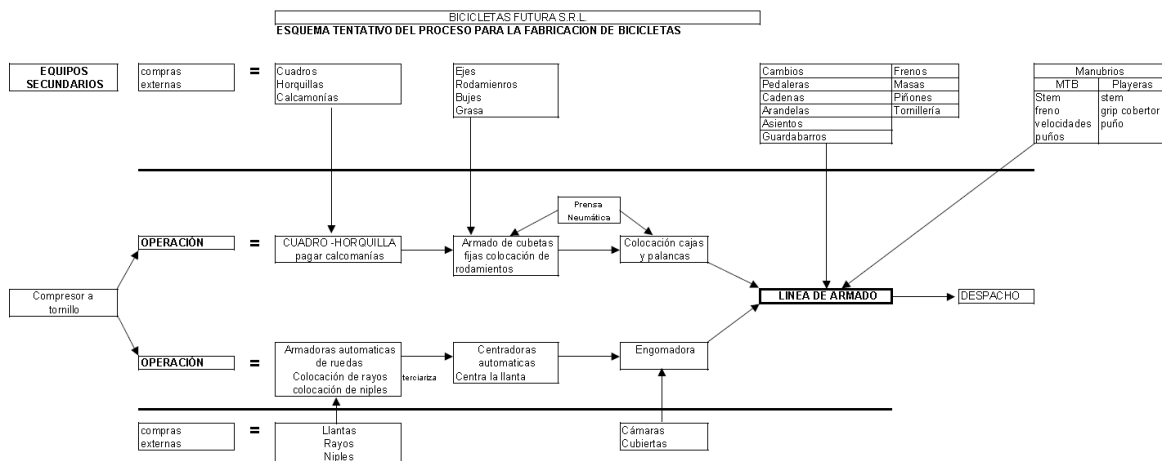 BICICLETAS FUTURA S.R.L.
ESQUEMA TENTATIVO DEL PROCESO PARA LA FABRICACION DE BICICLETAS
EQUIPOS
SECUNDARIOS
compras
externas
=
Cuadros
Horquillas
Calcamonías
Ejes
Rodamienros
Bujes
Grasa
Cambios
Pedaleras
Cadenas
Arandelas
Asientos
Guardabarros
Frenos
Masas
Piñones
Tornillería
Manubrios
MTB
Stem
freno
velocidades
puños
Playeras
stem
grip cobertor
puño
Prensa
Neumática
OPERACIÒN
=
CUADRO -HORQUILLA
pagar calcomanías
Armado de cubetas
fijas colocación de
rodamientos
Colocación cajas
y palancas
Compresor a
tornillo
LINEA DE ARMADO
DESPACHO
OPERACIÒN
=
Armadoras automaticas
de ruedas
Colocación de rayos
colocación de niples
terciariza
Centradoras
automaticas
Centra la llanta
Engomadora
compras
externas
=
Llantas
Rayos
Niples
Cámaras
Cubiertas